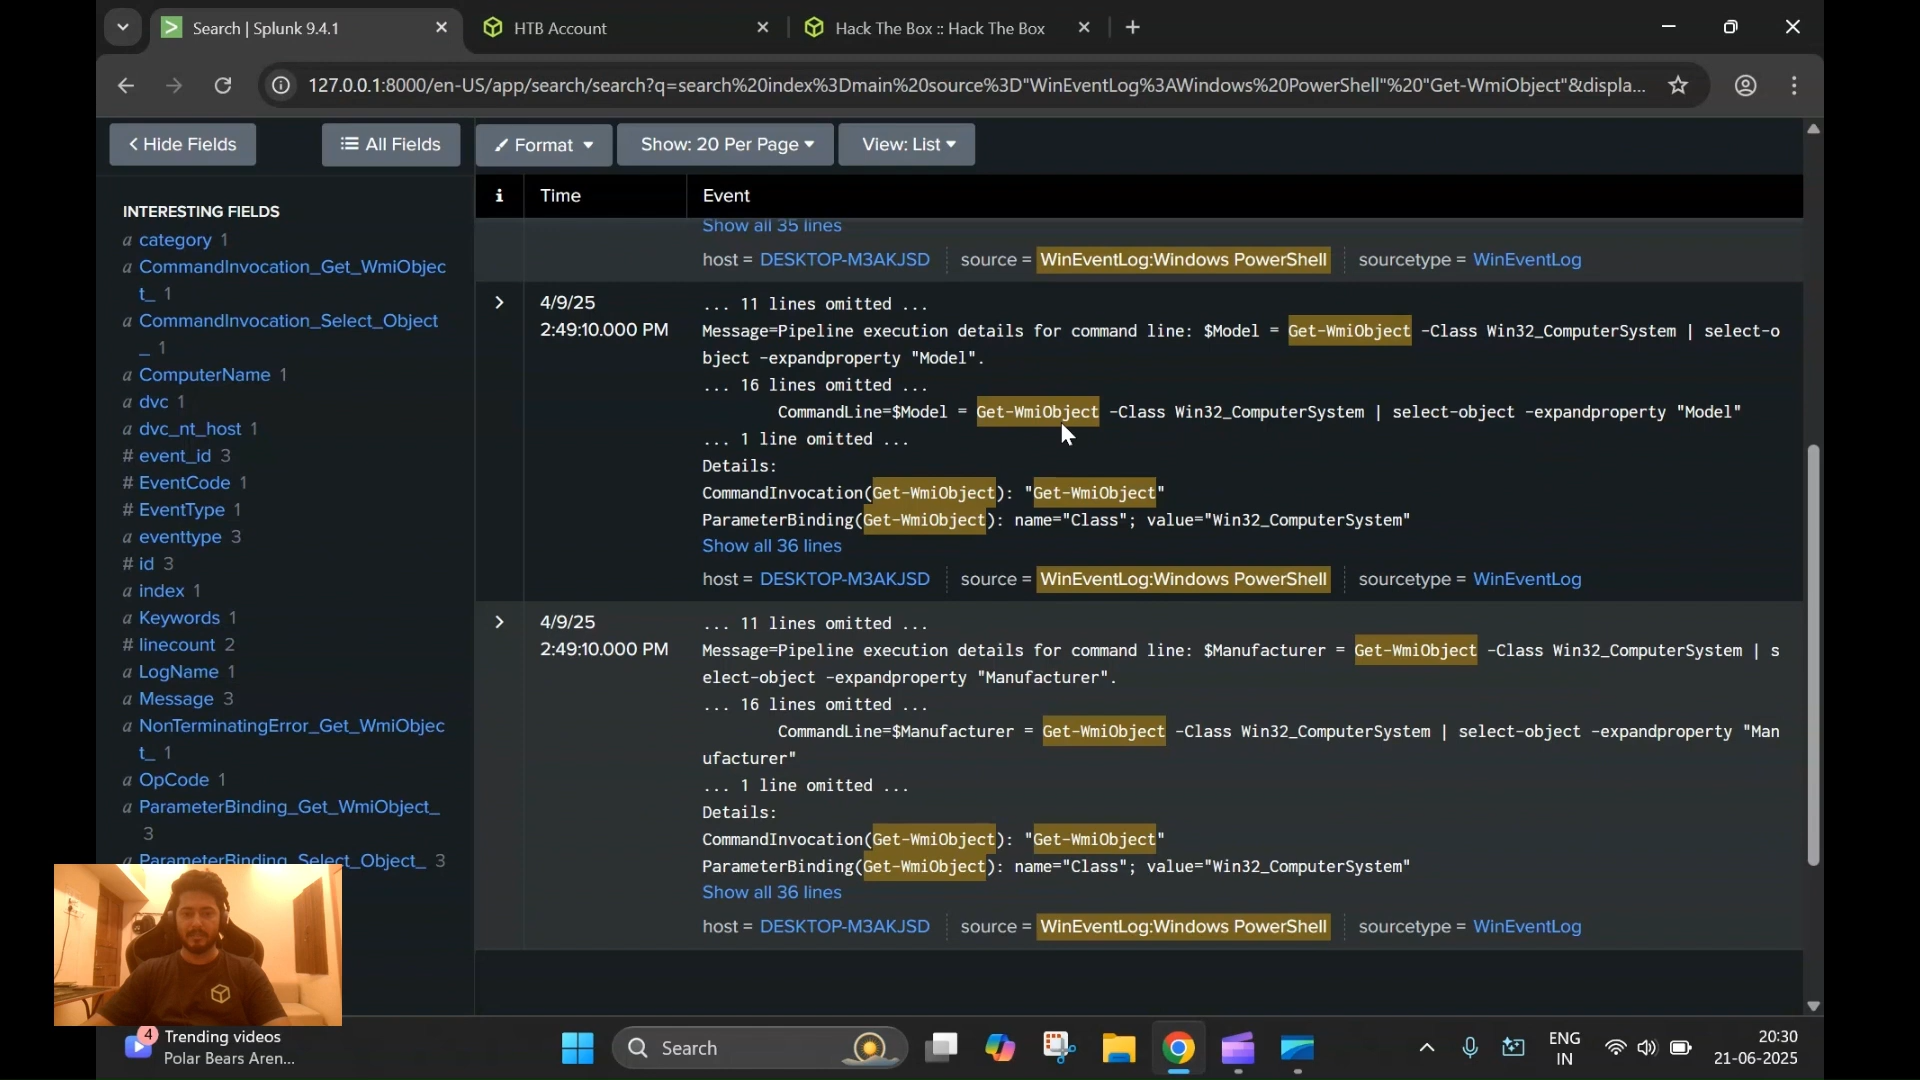 Search | Splunk 9.4.1
HTB Account
Hack The Box :: Hack The Box
127.0.0.1:8000/en-US/app/search/search?q=search%20index%3Dmain%20source%3D"WinEventLog%3AWindows%20PowerShell"%20"Get-WmiObject"&displa...
Hide Fields
All Fields
Format
Show: 20 Per Page
View: List
i
Time
Event
INTERESTING FIELDS
a category 1
a CommandInvocation_Get_WmiObjec
t_ 1
a CommandInvocation_Select_Object
_ 1
a ComputerName 1
a dvc 1
a dvc_nt_host 1
# event_id 3
# EventCode 1
# EventType 1
a eventtype 3
# id 3
a index 1
a Keywords 1
# linecount 2
a LogName 1
a Message 3
a NonTerminatingError_Get_WmiObjec
t_ 1
a OpCode 1
a ParameterBinding_Get_WmiObject_
3
a ParameterBinding_Select_Object_ 3
Show all 35 lines
host = DESKTOP-M3AKJSD source = WinEventLog:Windows PowerShell sourcetype = WinEventLog
4/9/25
2:49:10.000 PM
... 11 lines omitted ...
Message=Pipeline execution details for command line: $Model = Get-WmiObject -Class Win32_ComputerSystem | select-o
bject -expandproperty "Model".
... 16 lines omitted ...
CommandLine=$Model = Get-WmiObject -Class Win32_ComputerSystem | select-object -expandproperty "Model"
... 1 line omitted ...
Details:
CommandInvocation(Get-WmiObject): "Get-WmiObject"
ParameterBinding(Get-WmiObject): name="Class"; value="Win32_ComputerSystem"
Show all 36 lines
host = DESKTOP-M3AKJSD source = WinEventLog:Windows PowerShell sourcetype = WinEventLog
4/9/25
2:49:10.000 PM
... 11 lines omitted ...
Message=Pipeline execution details for command line: $Manufacturer = Get-WmiObject -Class Win32_ComputerSystem | s
elect-object -expandproperty "Manufacturer".
... 16 lines omitted ...
CommandLine=$Manufacturer = Get-WmiObject -Class Win32_ComputerSystem | select-object -expandproperty "Man
ufacturer"
... 1 line omitted ...
Details:
CommandInvocation(Get-WmiObject): "Get-WmiObject"
ParameterBinding(Get-WmiObject): name="Class"; value="Win32_ComputerSystem"
Show all 36 lines
host = DESKTOP-M3AKJSD source = WinEventLog:Windows PowerShell sourcetype = WinEventLog
4
Trending videos
Polar Bears Aren...
Search
ENG
IN
20:30
21-06-2025